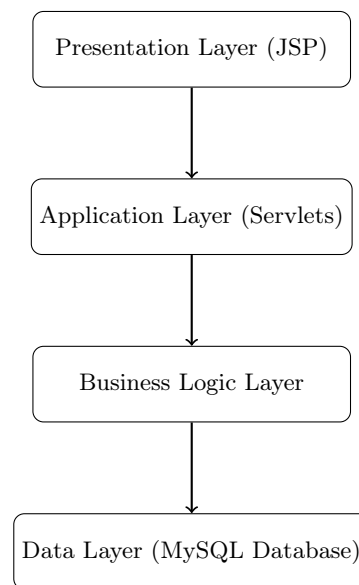 Presentation Layer (JSP)
Application Layer (Servlets)
Business Logic Layer
Data Layer (MySQL Database)